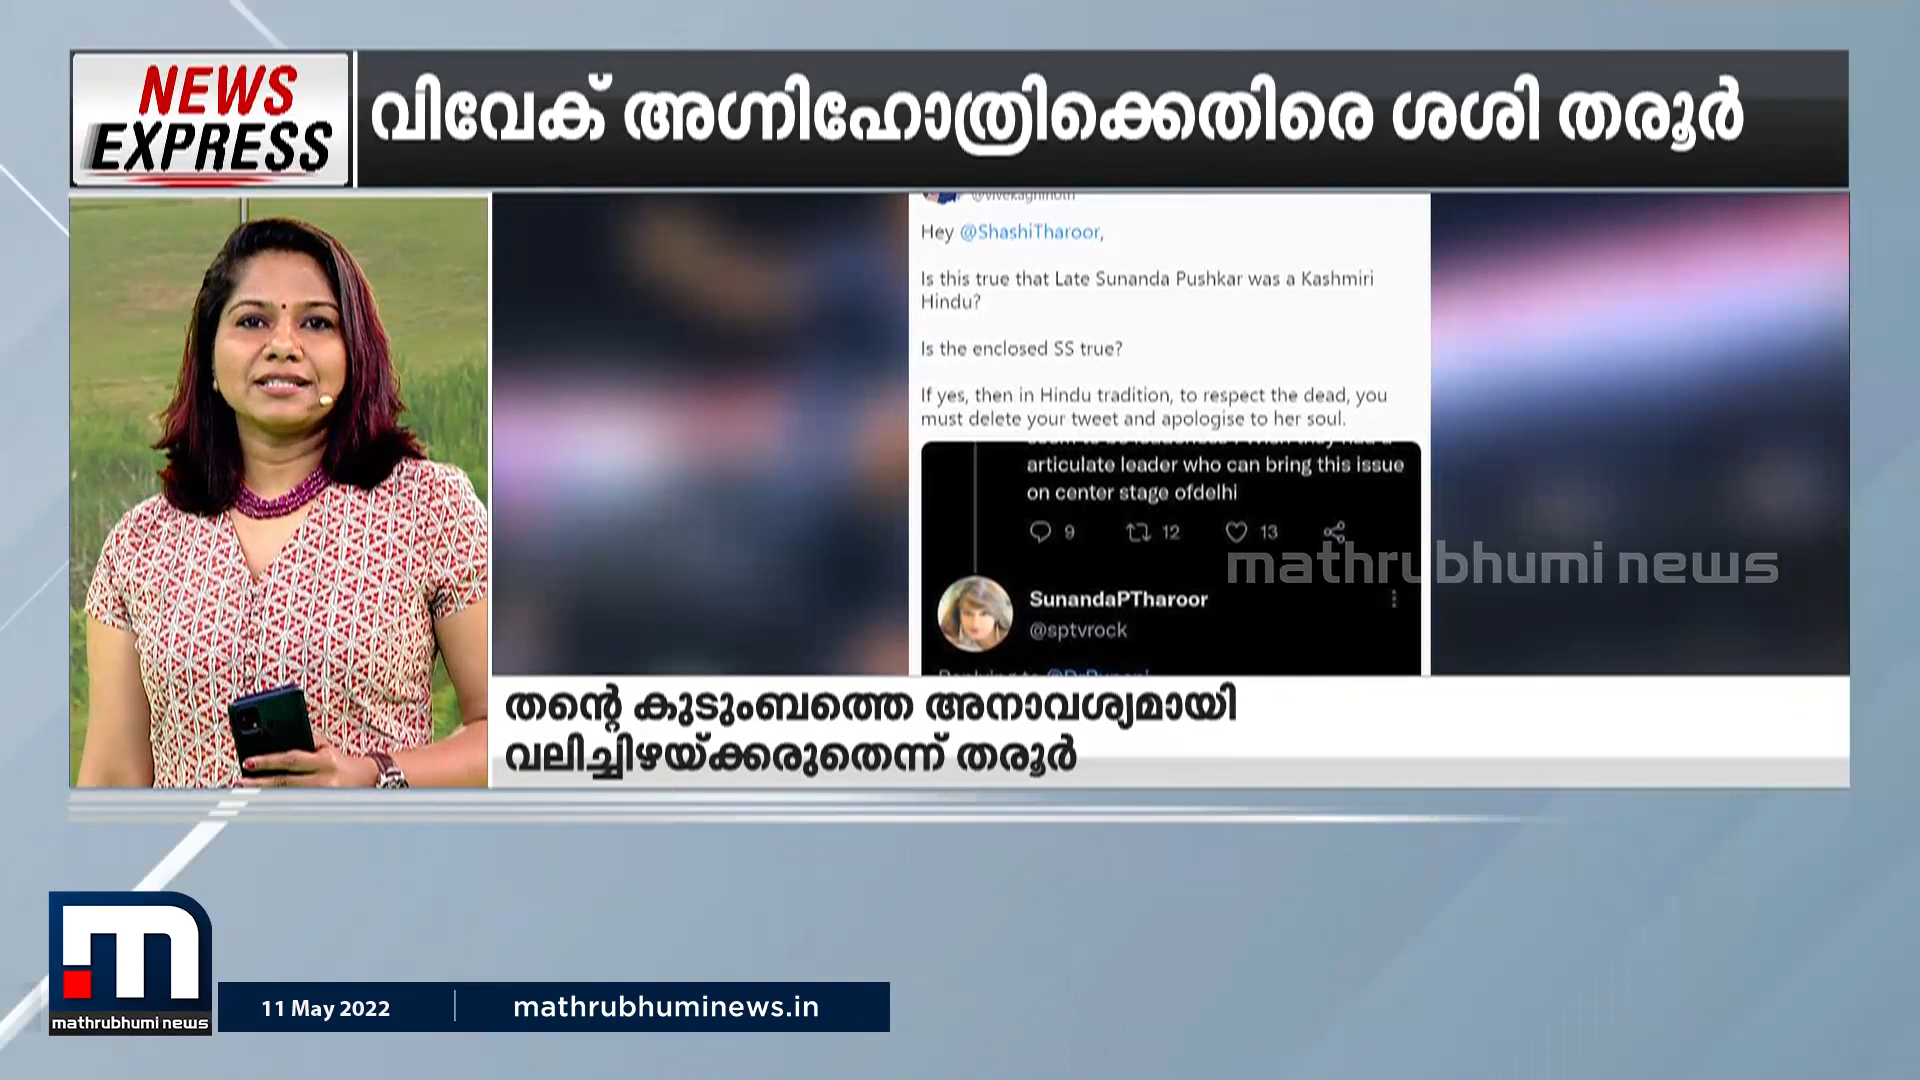 NEWS
EXPRESS
വിവേക് അഗ്നിഹോത്രിക്കെതിരെ ശശി തരൂർ
@vivekagnihotri
Hey @ShashiTharoor,
Is this true that Late Sunanda Pushkar was a Kashmiri
Hindu?
Is the enclosed SS true?
If yes, then in Hindu tradition, to respect the dead, you
must delete your tweet and apologise to her soul.
articulate leader who can bring this issue
on center stage ofdelhi
9 12 13
mathrubhumi news
SunandaPTharoor
@sptvrock
തന്റെ കുടുംബത്തെ അനാവശ്യമായി
വലിച്ചിഴയ്ക്കരുതെന്ന് തരൂർ
mathrubhumi news
11 May 2022
mathrubhuminews.in